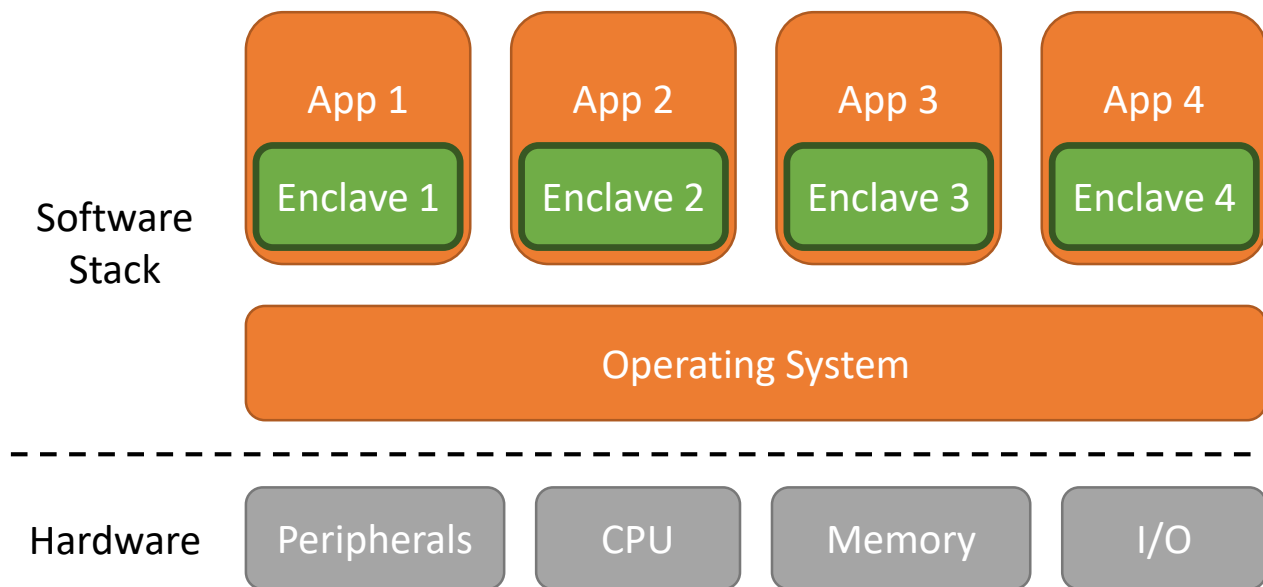 App 1
App 2
App 3
App 4
Enclave 1
Enclave 2
Enclave 3
Enclave 4
Software
Stack
Operating System
Hardware
Peripherals
CPU
Memory
I/O